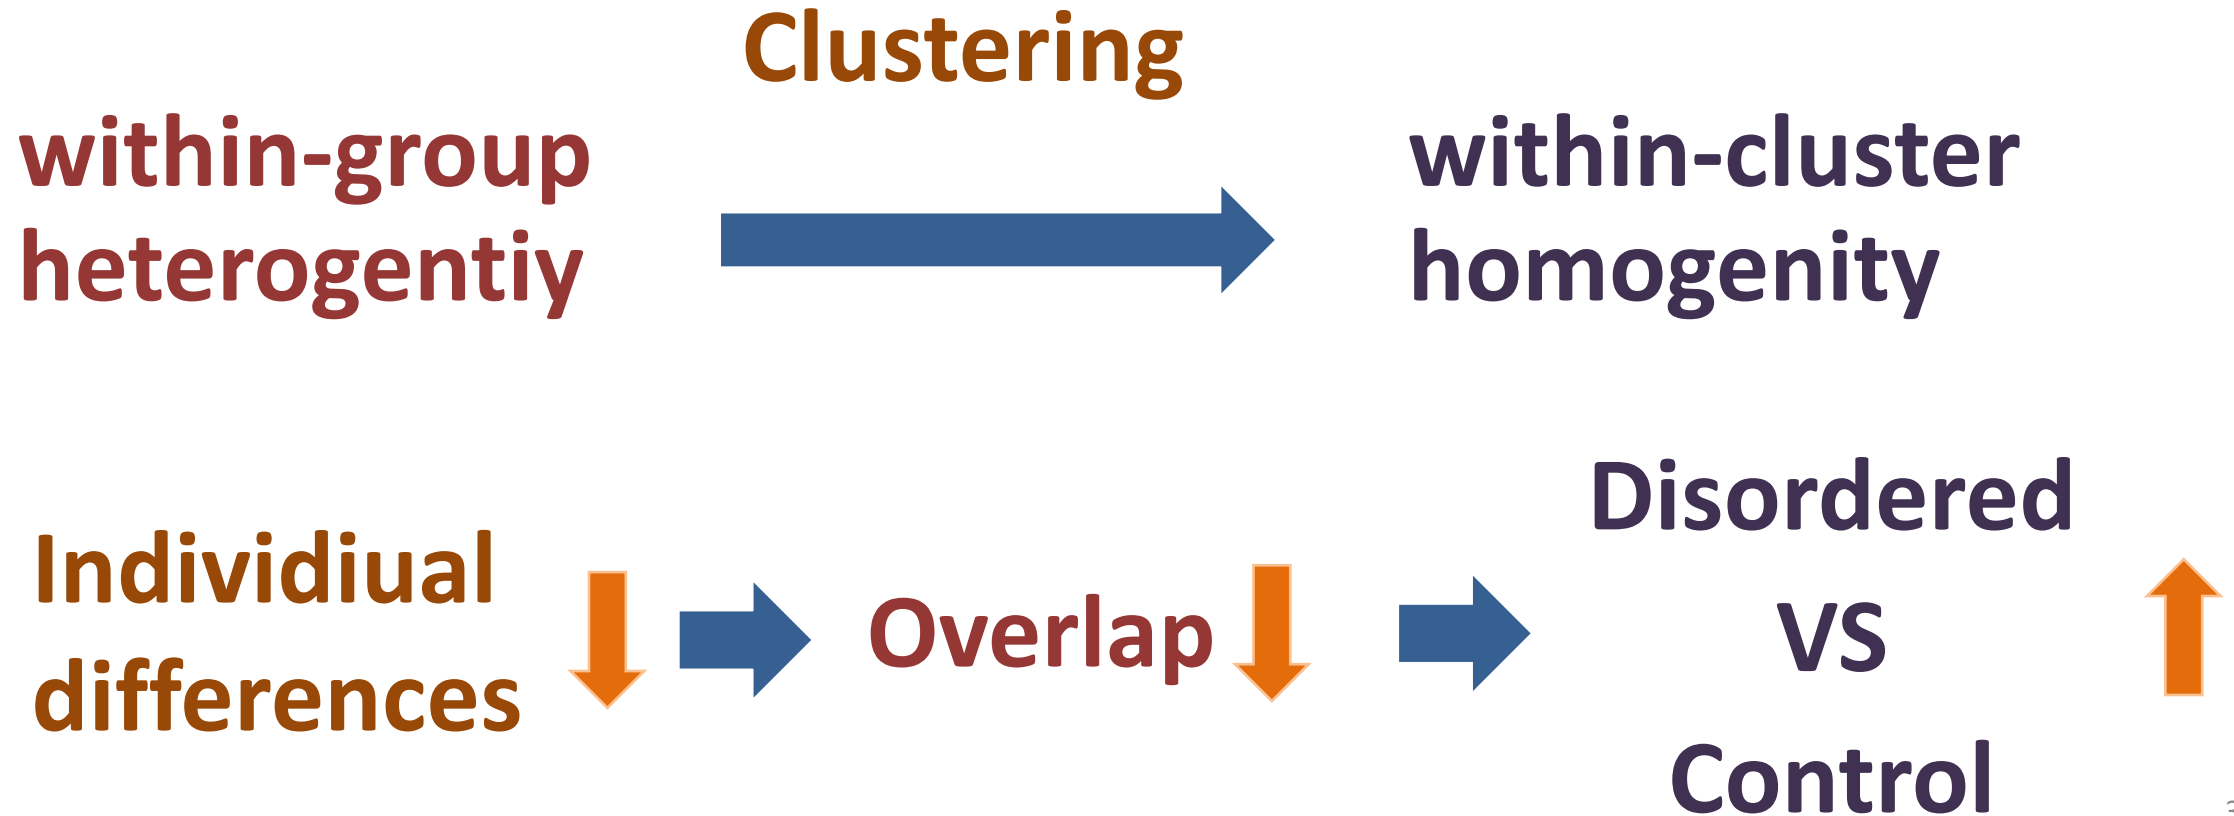 Clustering
within-group
heterogentiy
within-cluster
homogenity
Individiual
differences
Overlap
Disordered
VS
Control